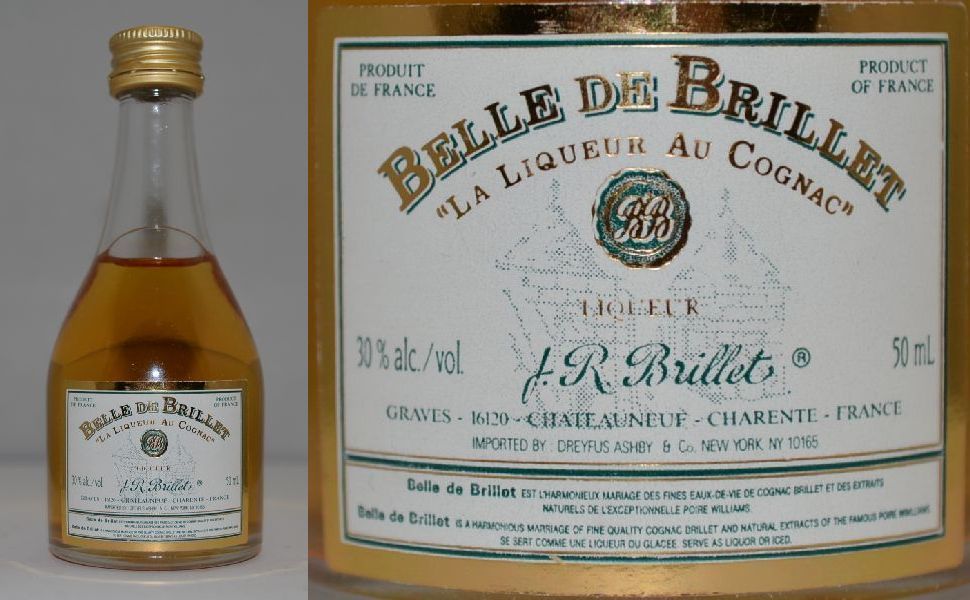 PRODUIT
DE FRANCE
PRODUCT
OF FRANCE
BELLE DE BRILLET
"LA LIQUEUR AU COGNAC"
BB
LIQUEUR
30 % alc./vol.
50 mL
J. R. Brillet ®
GRAVES - 16120 - CHATEAUNEUF - CHARENTE - FRANCE
IMPORTED BY: DREYFUS ASHBY & Co. NEW YORK, NY 10165
Belle de Brillet EST L'HARMONIEUX MARIAGE DES FINES EAUX-DE-VIE DE COGNAC BRILLET ET DES EXTRAITS
NATURELS DE L'EXCEPTIONNELLE POIRE WILLIAMS.
Belle de Brillet IS A HARMONIOUS MARRIAGE OF FINE QUALITY COGNAC BRILLET AND NATURAL EXTRACTS OF THE FAMOUS POIRE WILLIAMS.
SE SERT COMME UNE LIQUEUR OU GLACEE. SERVE AS LIQUOR OR ICED.